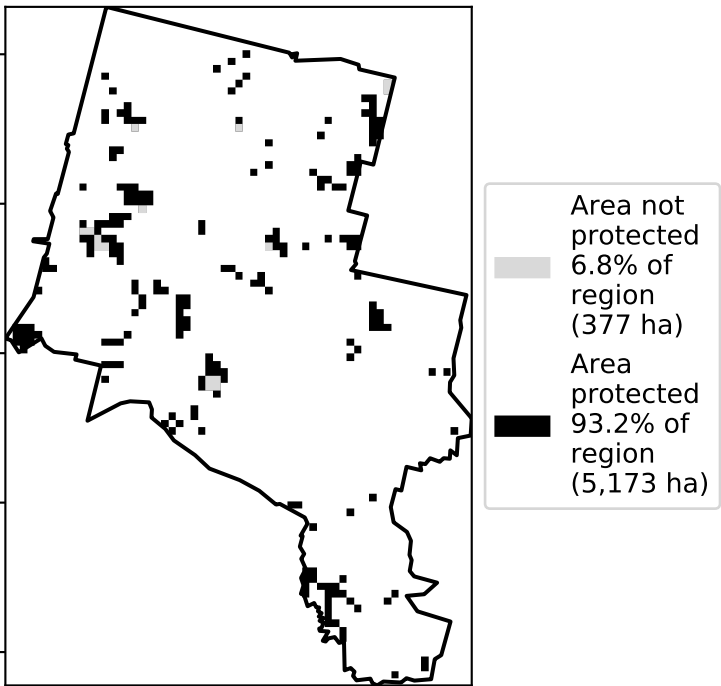 Area not
protected
6.8% of
region
(377 ha)
Area
protected
93.2% of
region
(5,173 ha)